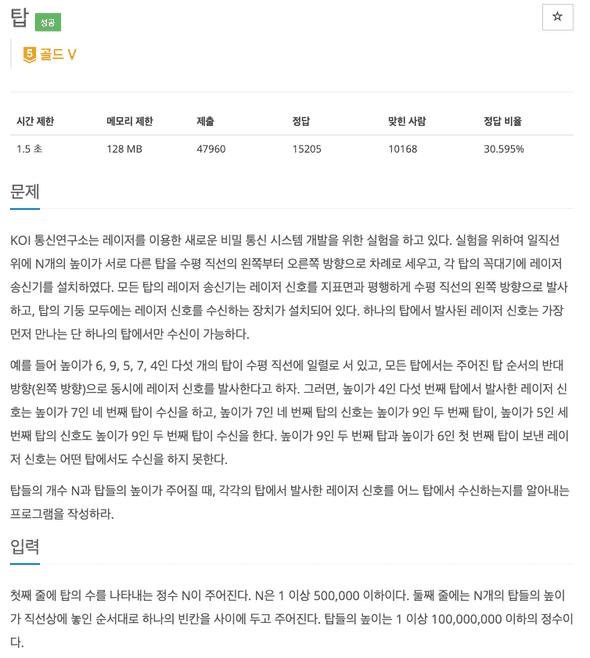 탑 성공
☆
5 골드 V
시간 제한 메모리 제한 제출 정답 맞힌 사람 정답 비율
1.5 초 128 MB 47960 15205 10168 30.595%
문제
KOI 통신연구소는 레이저를 이용한 새로운 비밀 통신 시스템 개발을 위한 실험을 하고 있다. 실험을 위하여 일직선
위에 N개의 높이가 서로 다른 탑을 수평 직선의 왼쪽부터 오른쪽 방향으로 차례로 세우고, 각 탑의 꼭대기에 레이저
송신기를 설치하였다. 모든 탑의 레이저 송신기는 레이저 신호를 지표면과 평행하게 수평 직선의 왼쪽 방향으로 발사
하고, 탑의 기둥 모두에는 레이저 신호를 수신하는 장치가 설치되어 있다. 하나의 탑에서 발사된 레이저 신호는 가장
먼저 만나는 단 하나의 탑에서만 수신이 가능하다.
예를 들어 높이가 6, 9, 5, 7, 4인 다섯 개의 탑이 수평 직선에 일렬로 서 있고, 모든 탑에서는 주어진 탑 순서의 반대
방향(왼쪽 방향)으로 동시에 레이저 신호를 발사한다고 하자. 그러면, 높이가 4인 다섯 번째 탑에서 발사한 레이저 신
호는 높이가 7인 네 번째 탑이 수신을 하고, 높이가 7인 네 번째 탑의 신호는 높이가 9인 두 번째 탑이, 높이가 5인 세
번째 탑의 신호도 높이가 9인 두 번째 탑이 수신을 한다. 높이가 9인 두 번째 탑과 높이가 6인 첫 번째 탑이 보낸 레이
저 신호는 어떤 탑에서도 수신을 하지 못한다.
탑들의 개수 N과 탑들의 높이가 주어질 때, 각각의 탑에서 발사한 레이저 신호를 어느 탑에서 수신하는지를 알아내는
프로그램을 작성하라.
입력
첫째 줄에 탑의 수를 나타내는 정수 N이 주어진다. N은 1 이상 500,000 이하이다. 둘째 줄에는 N개의 탑들의 높이
가 직선상에 놓인 순서대로 하나의 빈칸을 사이에 두고 주어진다. 탑들의 높이는 1 이상 100,000,000 이하의 정수이
다.